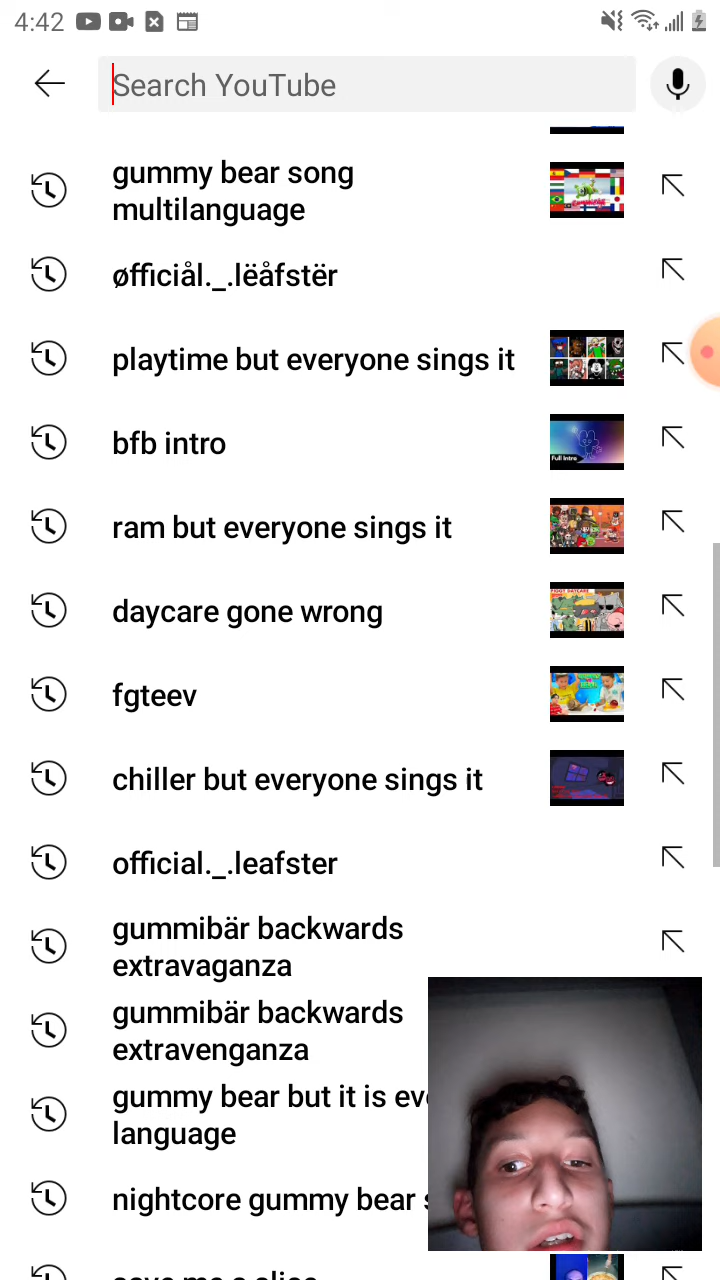 4:42
Search YouTube
gummy bear song
multilanguage
øfficiål._.lëåfstër
playtime but everyone sings it
bfb intro
Full Intro
ram but everyone sings it
daycare gone wrong
fgteev
chiller but everyone sings it
official._.leafster
gummibär backwards
extravaganza
gummibär backwards
extravenganza
gummy bear but it is
language
nightcore gummy bear